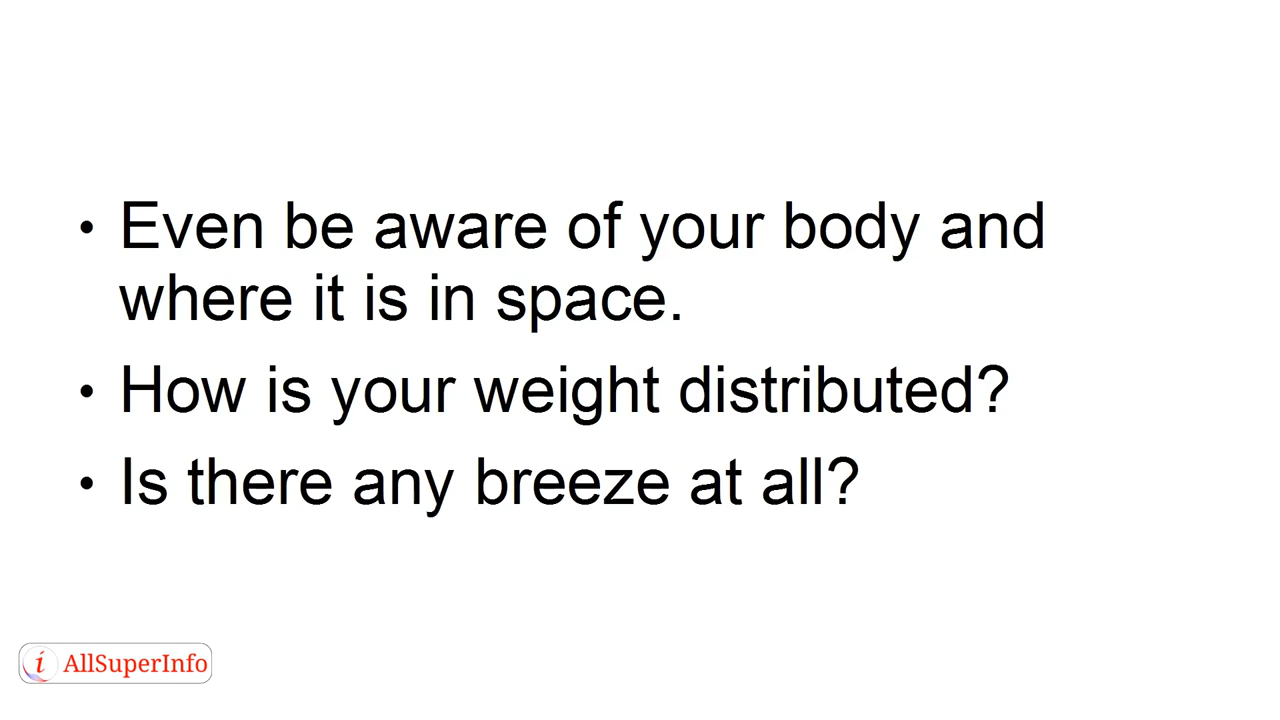 • Even be aware of your body and
where it is in space.
• How is your weight distributed?
• Is there any breeze at all?
i AllSuperInfo